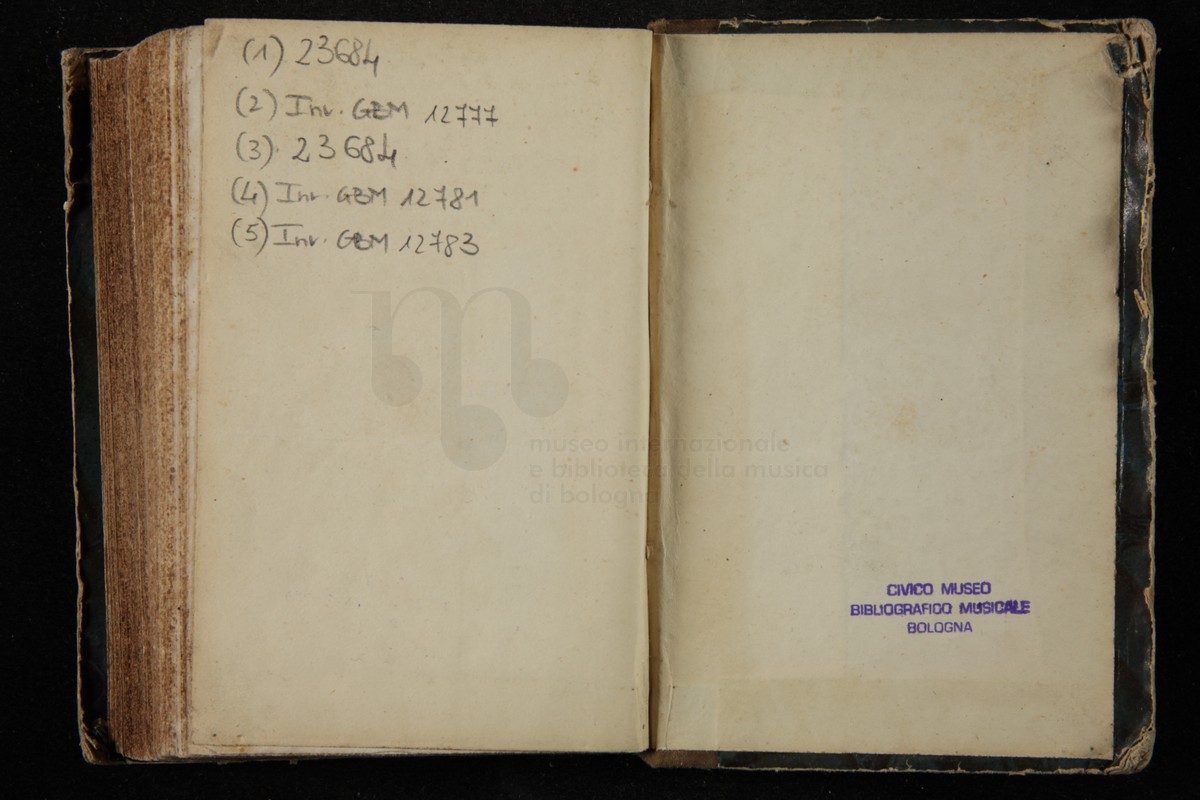 (1) 23684
(2) Inv. GBM 12777
(3) 23684
(4) Inv. GBM 12781
(5) Inv. GBM 12783
museo internazionale
e biblioteca della musica
di bologna
CIVICO MUSEO
BIBLIOGRAFICO MUSICALE
BOLOGNA